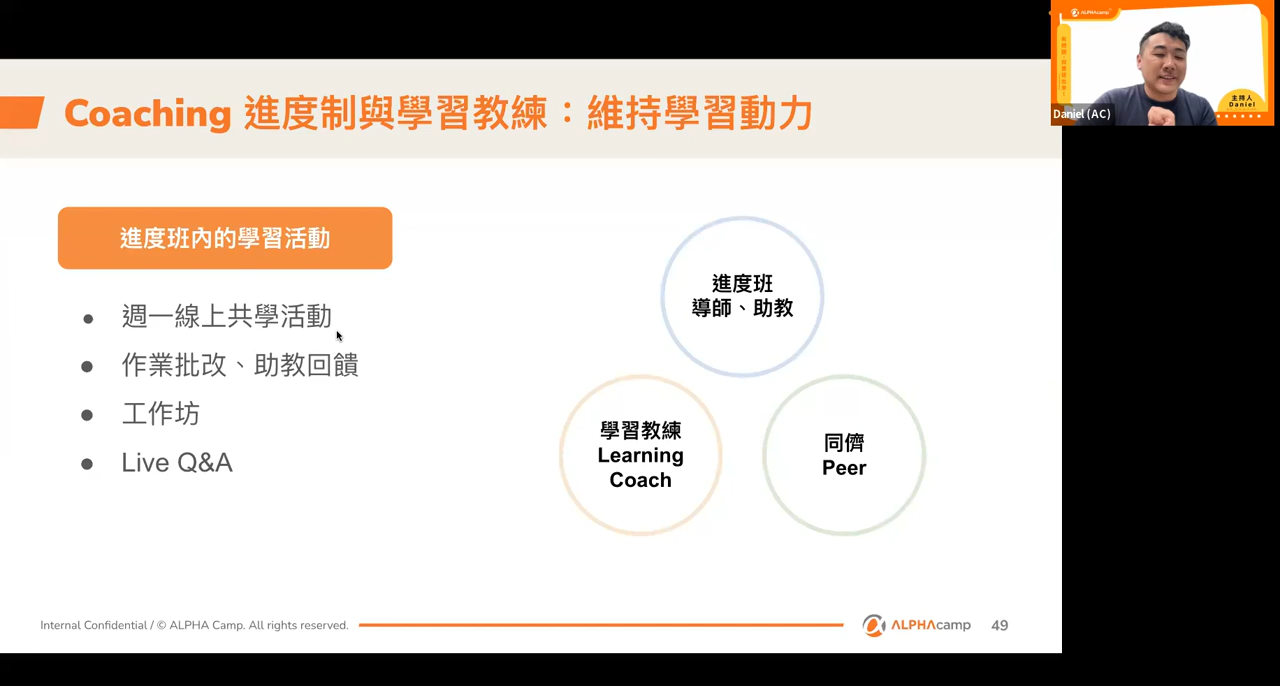 Coaching 進度制與學習教練：維持學習動力
進度班內的學習活動
● 週一線上共學活動
● 作業批改、助教回饋
● 工作坊
● Live Q&A
進度班
導師、助教
學習教練
Learning
Coach
同儕
Peer
Internal Confidential / © ALPHA Camp. All rights reserved.
ALPHAcamp
49
ALPHAcamp
主持人
Daniel
Daniel (AC)